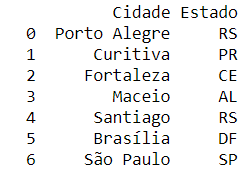 Cidade Estado
0 Porto Alegre RS
1 Curitiba PR
2 Fortaleza CE
3 Maceio AL
4 Santiago RS
5 Brasília DF
6 São Paulo SP